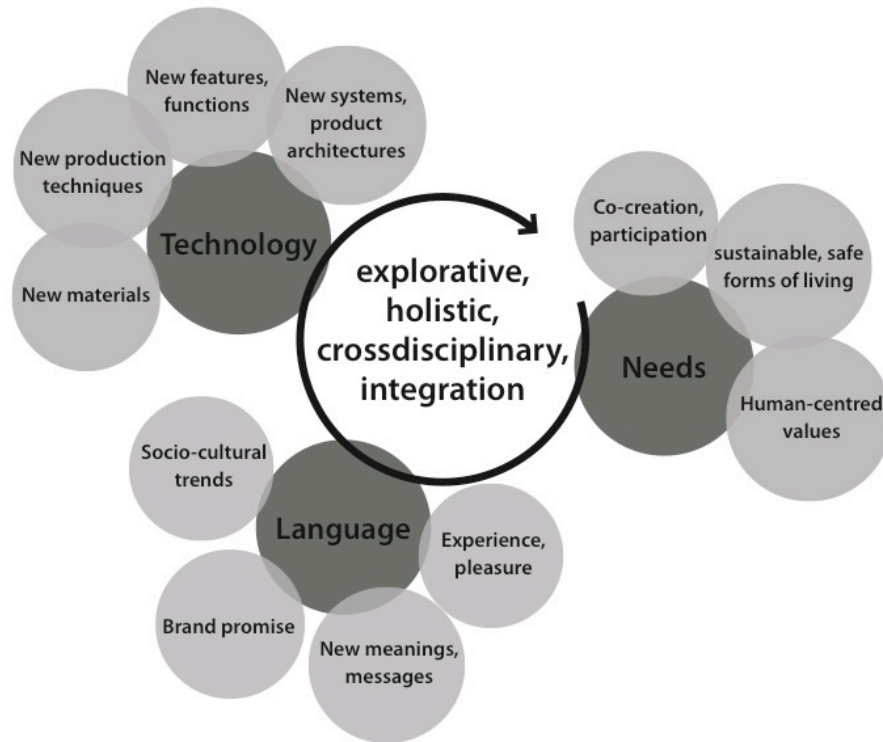 New features,
functions
New systems,
product
architectures
New production
techniques
New materials
Technology
explorative,
holistic,
crossdisciplinary,
integration
Co-creation,
participation
sustainable, safe
forms of living
Needs
Human-centred
values
Socio-cultural
trends
Language
Experience,
pleasure
Brand promise
New meanings,
messages